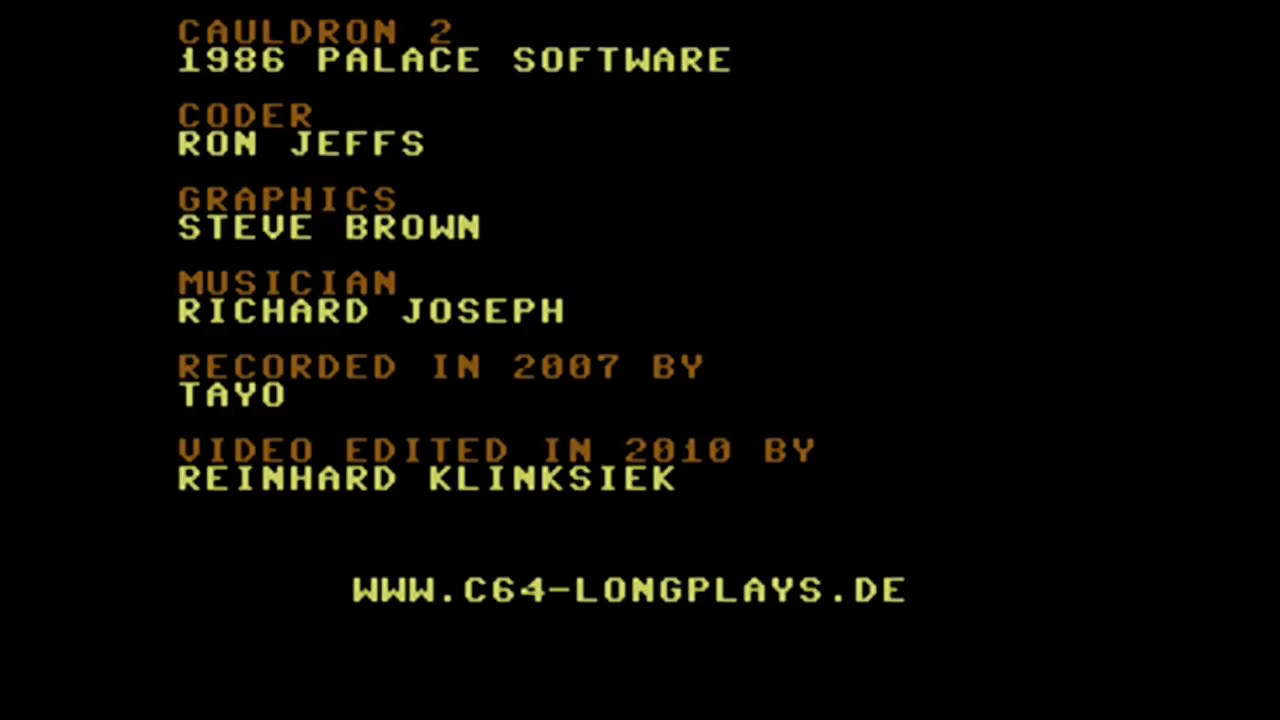 CAULDRON 2
1986 PALACE SOFTWARE
CODER
RON JEFFS
GRAPHICS
STEVE BROWN
MUSICIAN
RICHARD JOSEPH
RECORDED IN 2007 BY
TAYO
VIDEO EDITED IN 2010 BY
REINHARD KLINKSIEK
WWW.C64-LONGPLAYS.DE